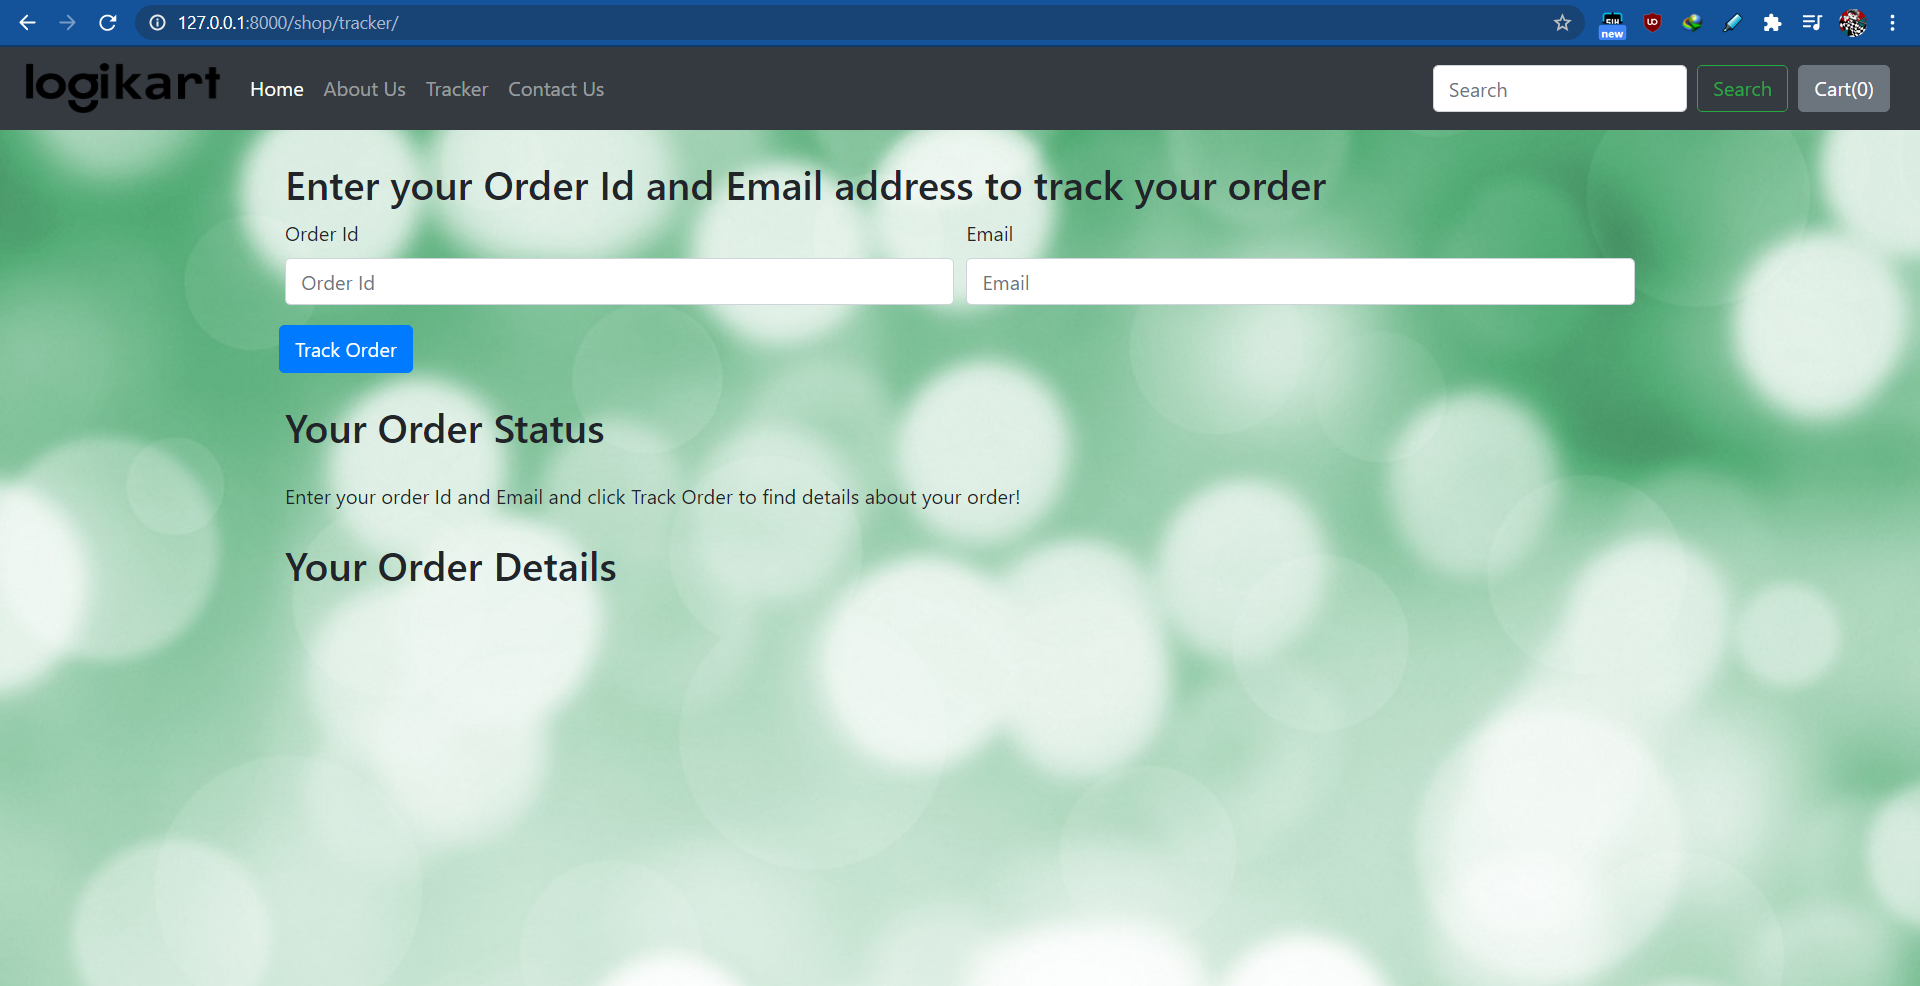 127.0.0.1:8000/shop/tracker/
new
logikart Home About Us Tracker Contact Us Search Search Cart(0)
Enter your Order Id and Email address to track your order
Order Id Email
Order Id Email
Track Order
Your Order Status
Enter your order Id and Email and click Track Order to find details about your order!
Your Order Details